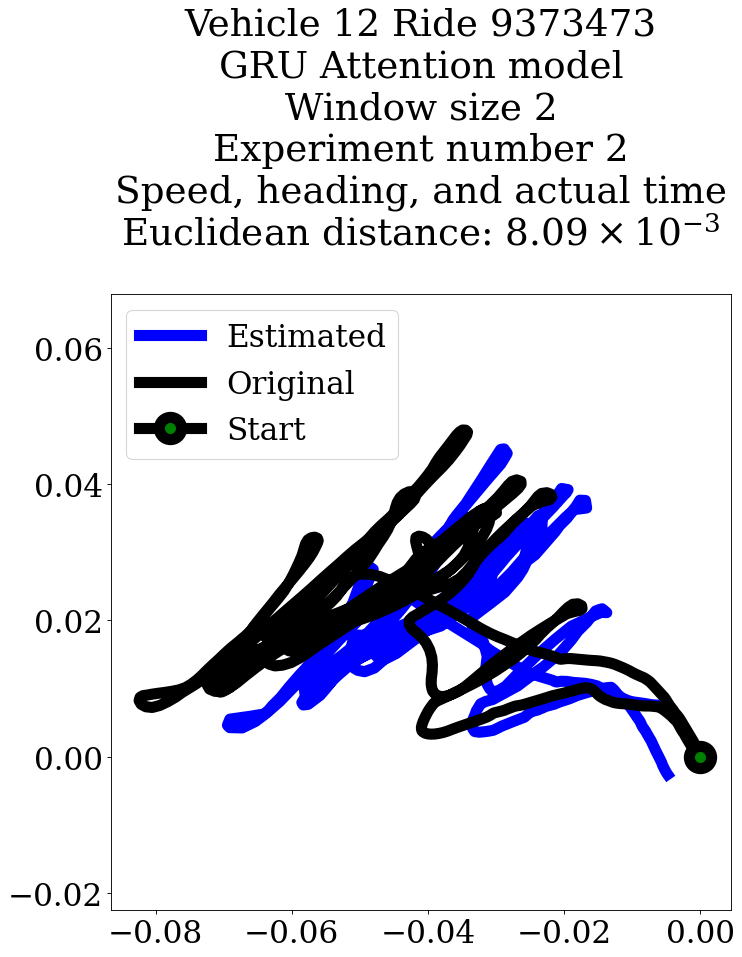 Vehicle 12 Ride 9373473
GRU Attention model
Window size 2
Experiment number 2
Speed, heading, and actual time
Euclidean distance: 8.09 × 10⁻³
Estimated
Original
Start
0.06
0.04
0.02
0.00
−0.02
−0.08 −0.06 −0.04 −0.02 0.00